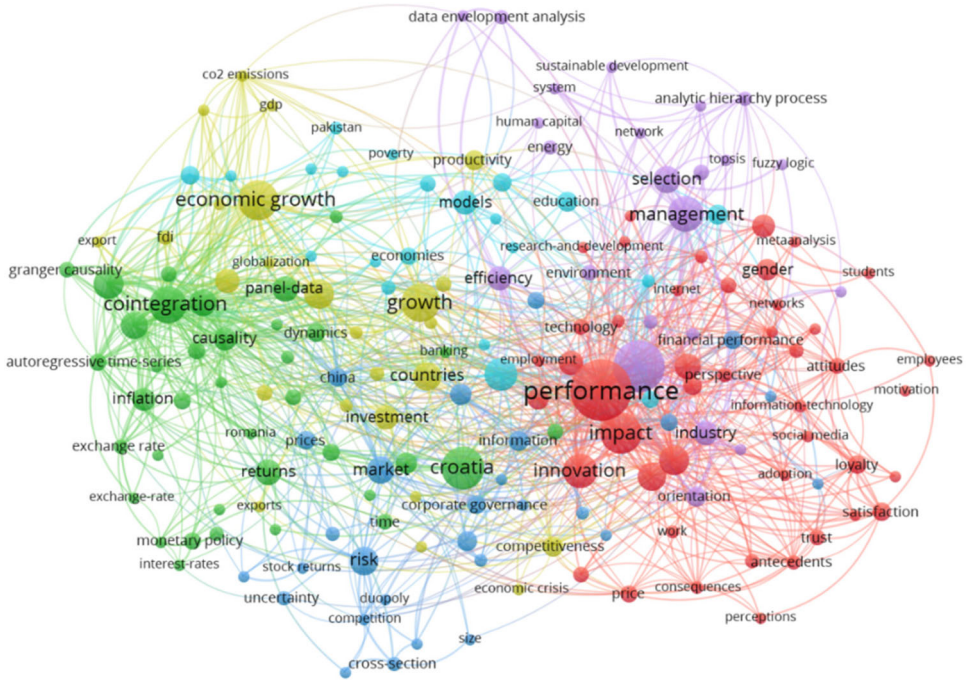 data envelopment analysis
sustainable development
co2 emissions
system
analytic hierarchy process
gdp
human capital
pakistan
network
energy
poverty
productivity
topsis
fuzzy logic
selection
economic growth
models
education
management
export
fdi
research-and-development
metaanalysis
economies
globalization
granger causality
efficiency
environment
gender
students
panel-data
internet
cointegration
growth
networks
technology
causality
dynamics
financial performance
banking
autoregressive time-series
employment
employees
countries
perspective
attitudes
china
performance
motivation
inflation
information-technology
investment
romania
prices
information
impact
industry
social media
exchange rate
returns
market
croatia
innovation
adoption
loyalty
exchange-rate
orientation
exports
corporate governance
satisfaction
time
work
monetary policy
competitiveness
trust
interest-rates
stock returns
risk
antecedents
economic crisis
consequences
uncertainty
duopoly
price
competition
perceptions
size
cross-section